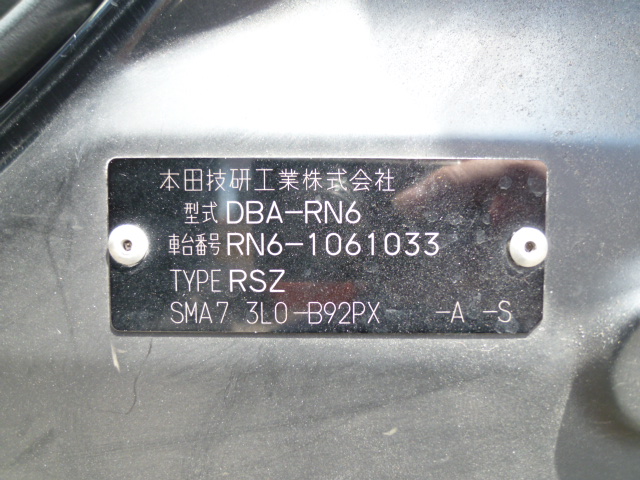 本田技研工業株式会社
型式 DBA-RN6
車台番号 RN6-1061033
TYPE RSZ
SMA7 3L0-B92PX -A -S